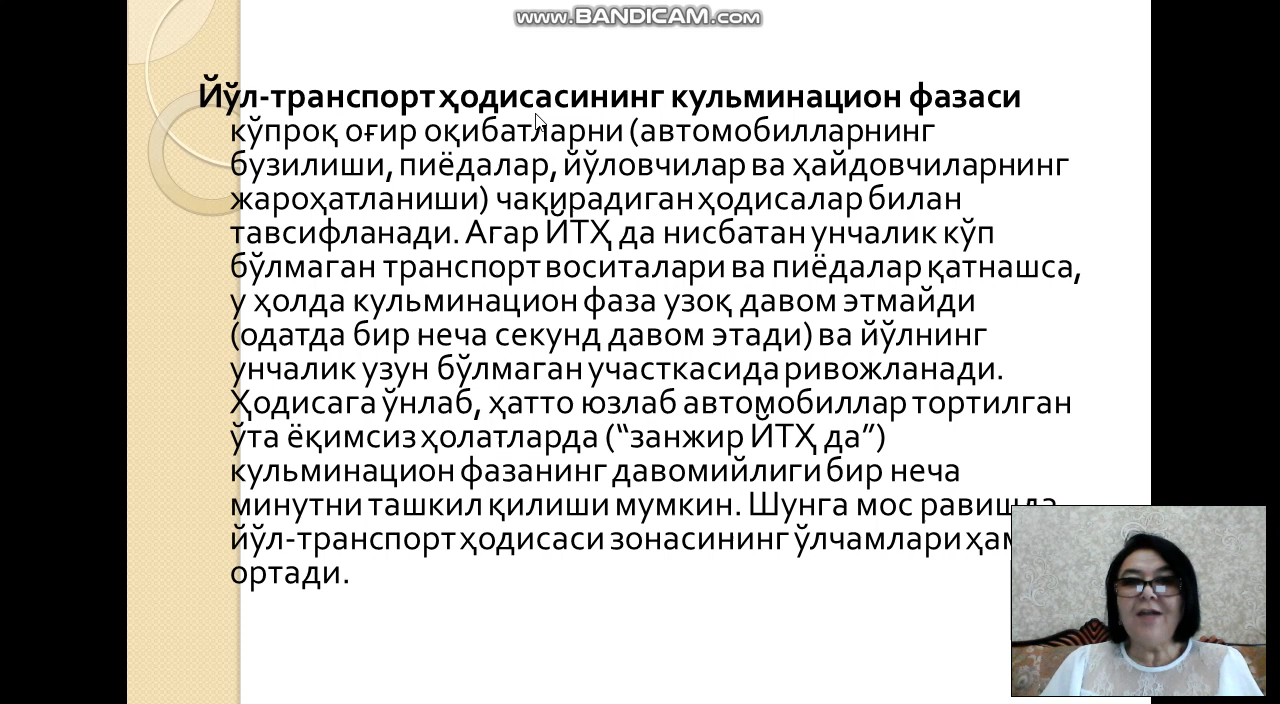 www.BANDICAM.com
Йўл-транспорт ҳодисасининг кульминацион фазаси
кўпроқ оғир оқибатларни (автомобилларнинг
бузилиши, пиёдалар, йўловчилар ва ҳайдовчиларнинг
жароҳатланиши) чақирадиган ҳодисалар билан
тавсифланади. Агар ЙТҲ да нисбатан унчалик кўп
бўлмаган транспорт воситалари ва пиёдалар қатнашса,
у ҳолда кульминацион фаза узоқ давом этмайди
(одатда бир неча секунд давом этади) ва йўлнинг
унчалик узун бўлмаган участкасида ривожланади.
Ҳодисага ўнлаб, ҳатто юзлаб автомобиллар тортилган
ўта ёқимсиз ҳолатларда (“занжир ЙТҲ да”)
кульминацион фазанинг давомийлиги бир неча
минутни ташкил қилиши мумкин. Шунга мос равишда
йўл-транспорт ҳодисаси зонасининг ўлчамлари ҳам
ортади.